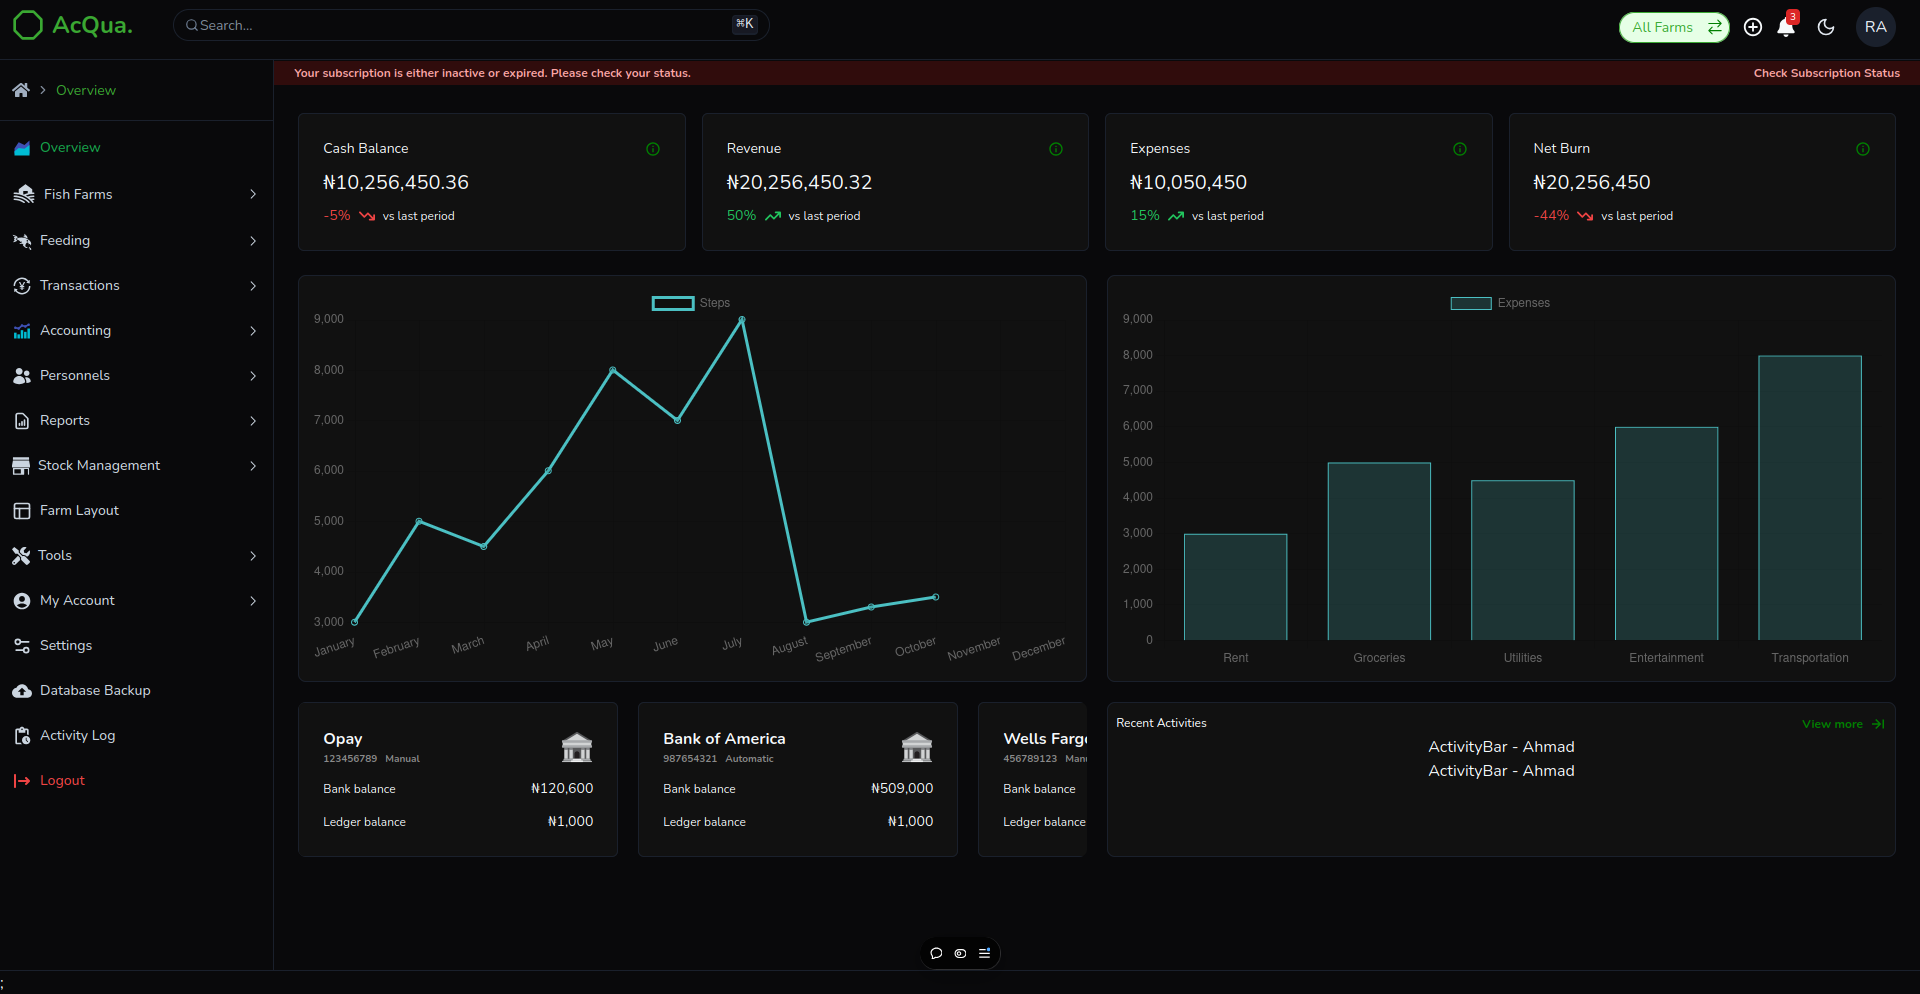 AcQua.
Search...
⌘K
All Farms
3
RA
Overview
Your subscription is either inactive or expired. Please check your status.
Check Subscription Status
Overview
Fish Farms
Feeding
Transactions
Accounting
Personnels
Reports
Stock Management
Farm Layout
Tools
My Account
Settings
Database Backup
Activity Log
Logout
Cash Balance
₦10,256,450.36
-5% vs last period
Revenue
₦20,256,450.32
50% vs last period
Expenses
₦10,050,450
15% vs last period
Net Burn
₦20,256,450
-44% vs last period
Steps
9,000
8,000
7,000
6,000
5,000
4,000
3,000
January February March April May June July August September October November December
Expenses
9,000
8,000
7,000
6,000
5,000
4,000
3,000
2,000
1,000
0
Rent Groceries Utilities Entertainment Transportation
Opay
123456789 Manual
Bank balance ₦120,600
Ledger balance ₦1,000
Bank of America
987654321 Automatic
Bank balance ₦509,000
Ledger balance ₦1,000
Wells Fargo
456789123 Manu
Bank balance
Ledger balance
Recent Activities
View more
ActivityBar - Ahmad
ActivityBar - Ahmad
;